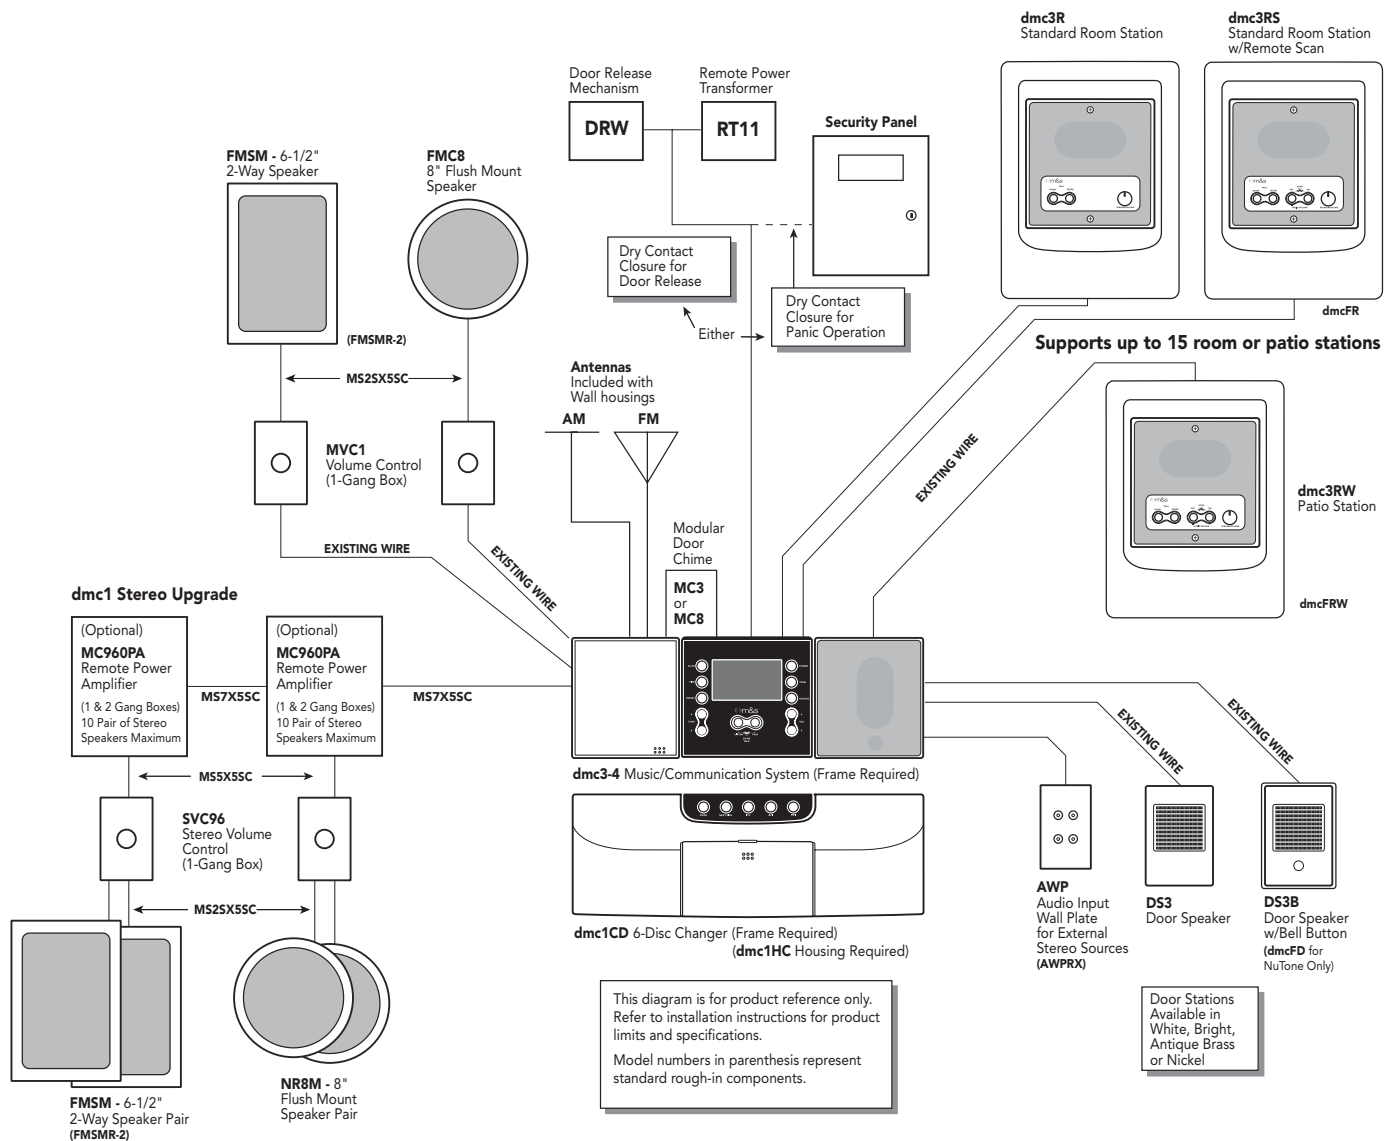 dmc3R
Standard Room Station
dmc3RS
Standard Room Station
w/Remote Scan
Door Release
Mechanism
DRW
Remote Power
Transformer
RT11
Security Panel
FMSM - 6-1/2"
2-Way Speaker
(FMSMR-2)
FMC8
8" Flush Mount
Speaker
m&s
m&s
dmcFR
Dry Contact
Closure for
Door Release
Either
Dry Contact
Closure for
Panic Operation
Supports up to 15 room or patio stations
MS2SX5SC
Antennas
Included with
Wall housings
AM
FM
MVC1
Volume Control
(1-Gang Box)
EXISTING WIRE
EXISTING WIRE
EXISTING WIRE
m&s
dmc3RW
Patio Station
dmcFRW
Modular
Door
Chime
MC3
or
MC8
dmc1 Stereo Upgrade
(Optional)
MC960PA
Remote Power
Amplifier
(1 & 2 Gang Boxes)
10 Pair of Stereo
Speakers Maximum
MS7X5SC
(Optional)
MC960PA
Remote Power
Amplifier
(1 & 2 Gang Boxes)
10 Pair of Stereo
Speakers Maximum
MS7X5SC
m&s
dmc3-4 Music/Communication System (Frame Required)
EXISTING WIRE
EXISTING WIRE
MS5X5SC
SVC96
Stereo Volume
Control
(1-Gang Box)
MS2SX5SC
dmc1CD 6-Disc Changer (Frame Required)
(dmc1HC Housing Required)
AWP
Audio Input
Wall Plate
for External
Stereo Sources
(AWPRX)
DS3
Door Speaker
DS3B
Door Speaker
w/Bell Button
(dmcFD for
NuTone Only)
Door Stations
Available in
White, Bright,
Antique Brass
or Nickel
This diagram is for product reference only.
Refer to installation instructions for product
limits and specifications.
Model numbers in parenthesis represent
standard rough-in components.
FMSM - 6-1/2"
2-Way Speaker Pair
(FMSMR-2)
NR8M - 8"
Flush Mount
Speaker Pair